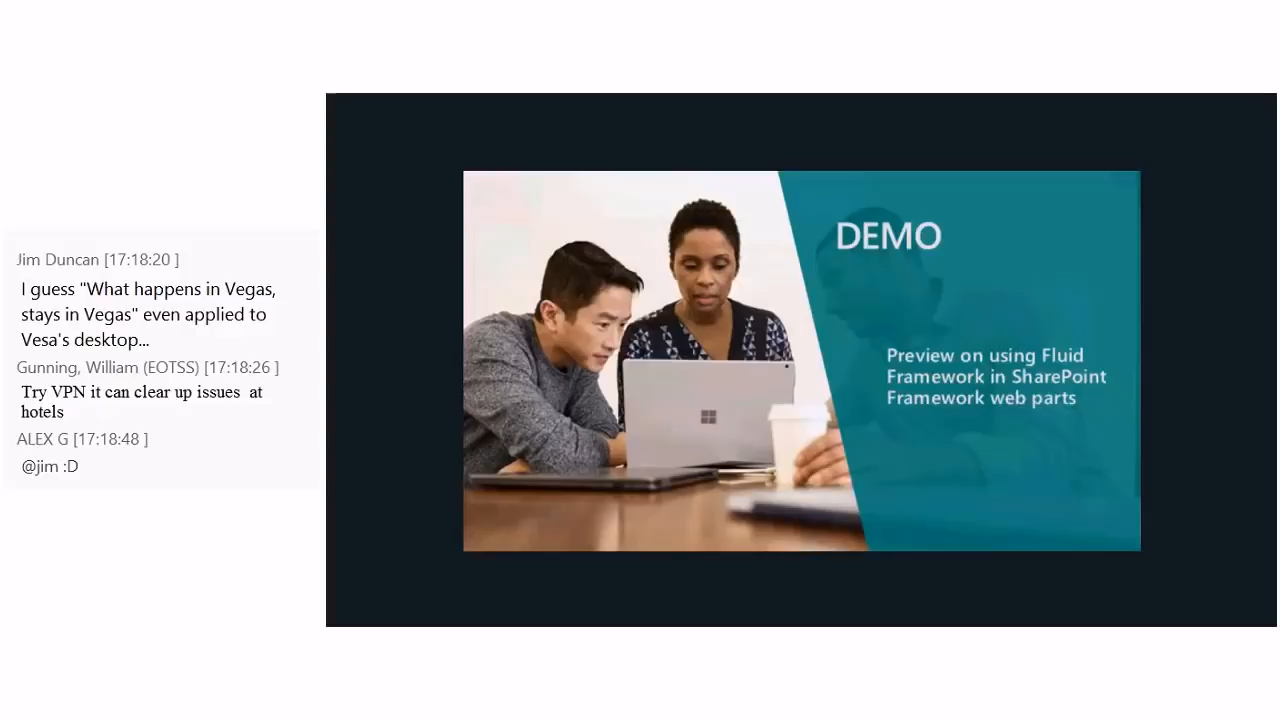 Jim Duncan [17:18:20 ]
I guess "What happens in Vegas,
stays in Vegas" even applied to
Vesa's desktop...
Gunning, William (EOTSS) [17:18:26 ]
Try VPN it can clear up issues  at
hotels
ALEX G [17:18:48 ]
@jim :D
DEMO
Preview on using Fluid
Framework in SharePoint
Framework web parts